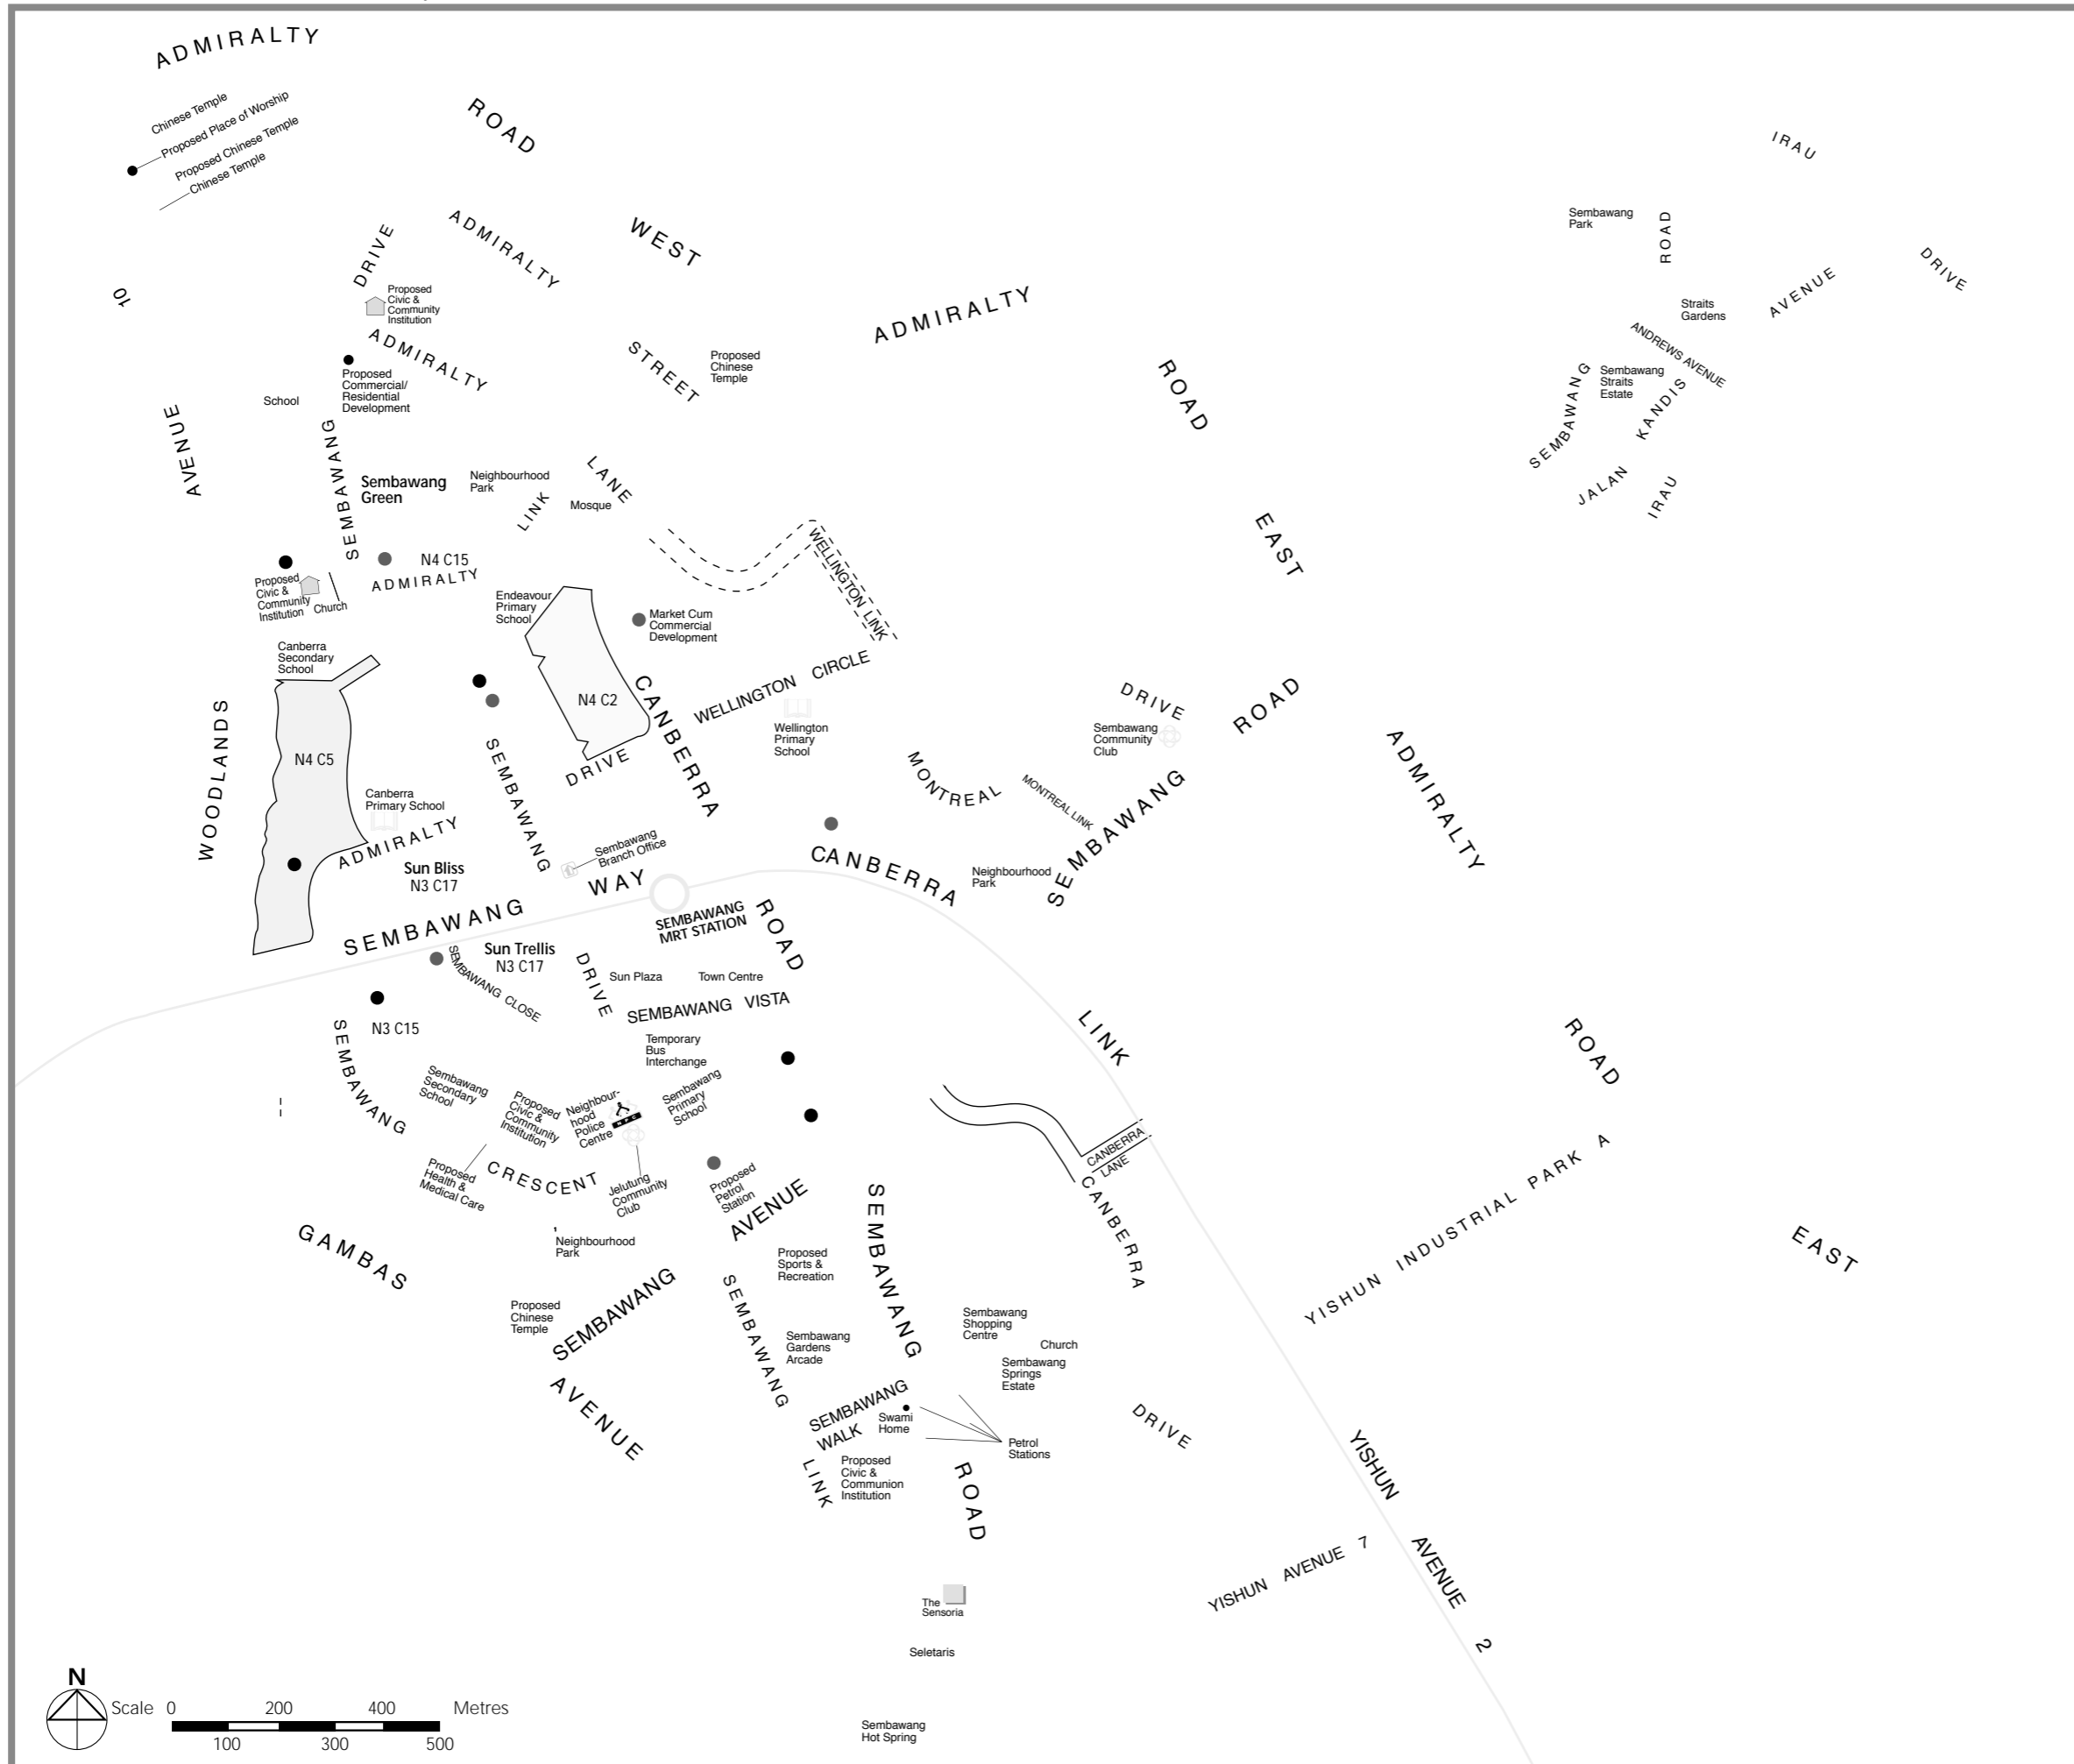 ADMIRALTY
Chinese Temple
Proposed Place of Worship
Proposed Chinese Temple
Chinese Temple
ROAD
IRAU
Sembawang
Park
ROAD
DRIVE
ADMIRALTY
WEST
DRIVE
10
Proposed
Civic &
Community
Institution
ADMIRALTY
AVENUE
Straits
Gardens
ADMIRALTY
ANDREWS AVENUE
STREET
Proposed
Chinese
Temple
ROAD
SEMBAWANG
Sembawang
Straits
Estate
KANDIS
Proposed
Commercial/
Residential
Development
School
AVENUE
SEMBAWANG
Sembawang
Green
Neighbourhood
Park
LANE
LINK
Mosque
JALAN
IRAU
EAST
WELLINGTON LINK
N4 C15
ADMIRALTY
Proposed
Civic &
Community
Institution
Church
Endeavour
Primary
School
Market Cum
Commercial
Development
Canberra
Secondary
School
WELLINGTON CIRCLE
N4 C2
CANBERRA
Wellington
Primary
School
DRIVE
Sembawang
Community
Club
ROAD
ADMIRALTY
WOODLANDS
N4 C5
SEMBAWANG
DRIVE
MONTREAL
MONTREAL LINK
SEMBAWANG
Canberra
Primary School
ADMIRALTY
Sun Bliss
N3 C17
Sembawang
Branch Office
WAY
CANBERRA
Neighbourhood
Park
SEMBAWANG
SEMBAWANG
MRT STATION
ROAD
Sun Trellis
N3 C17
SEMBAWANG CLOSE
DRIVE
Sun Plaza
Town Centre
SEMBAWANG VISTA
N3 C15
SEMBAWANG
Temporary
Bus
Interchange
LINK
ROAD
Sembawang
Secondary
School
Proposed
Civic &
Community
Institution
Neighbour-
hood
Police
Centre
NPC
Sembawang
Primary
School
CANBERRA
LANE
Proposed
Health &
Medical Care
CRESCENT
Jelutung
Community
Club
Proposed
Petrol
Station
AVENUE
SEMBAWANG
CANBERRA
YISHUN INDUSTRIAL PARK A
EAST
GAMBAS
Neighbourhood
Park
Proposed
Sports &
Recreation
SEMBAWANG
Proposed
Chinese
Temple
SEMBAWANG
Sembawang
Gardens
Arcade
Sembawang
Shopping
Centre
Church
Sembawang
Springs
Estate
AVENUE
SEMBAWANG
WALK
Swami
Home
DRIVE
Petrol
Stations
LINK
Proposed
Civic &
Communion
Institution
ROAD
YISHUN
AVENUE
2
YISHUN AVENUE 7
The
Sensoria
Seletaris
Sembawang
Hot Spring
N
Scale 0 200 400 Metres
100 300 500